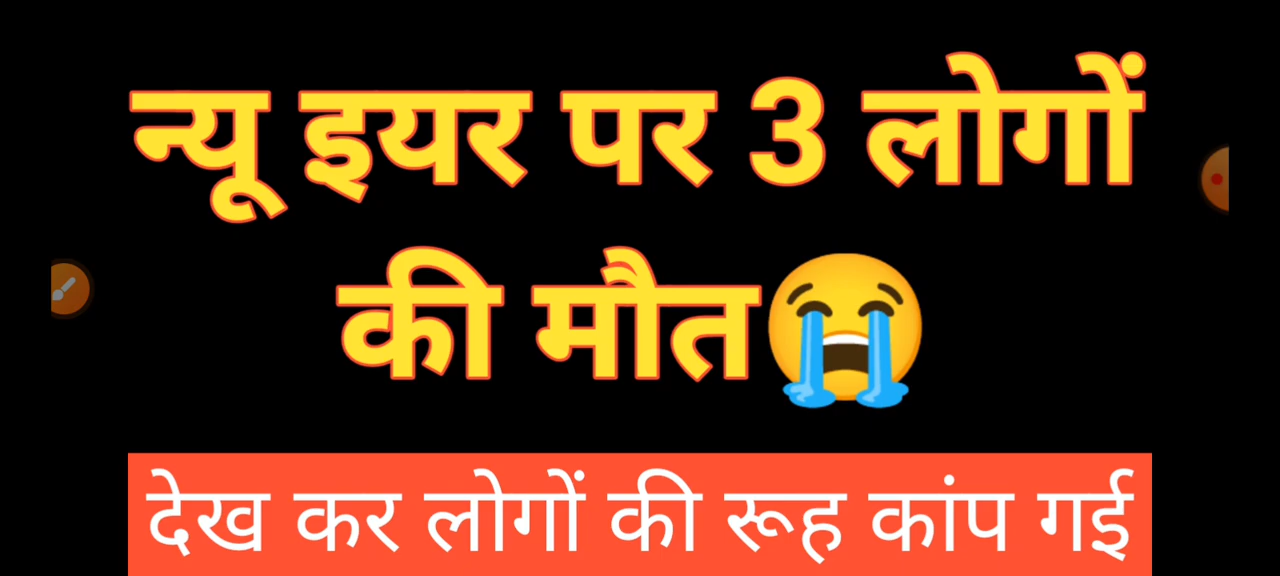 न्यू इयर पर 3 लोगों
की मौत😭
देख कर लोगों की रूह कांप गई